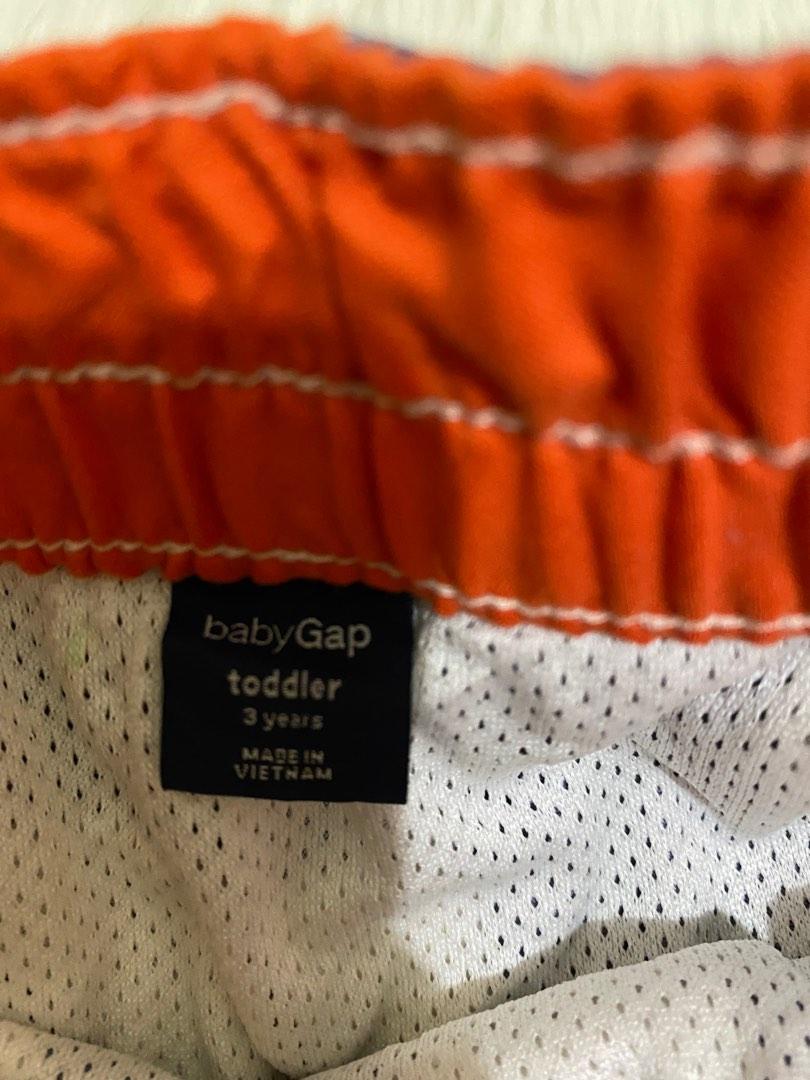 babyGap
toddler
3 years
MADE IN
VIETNAM